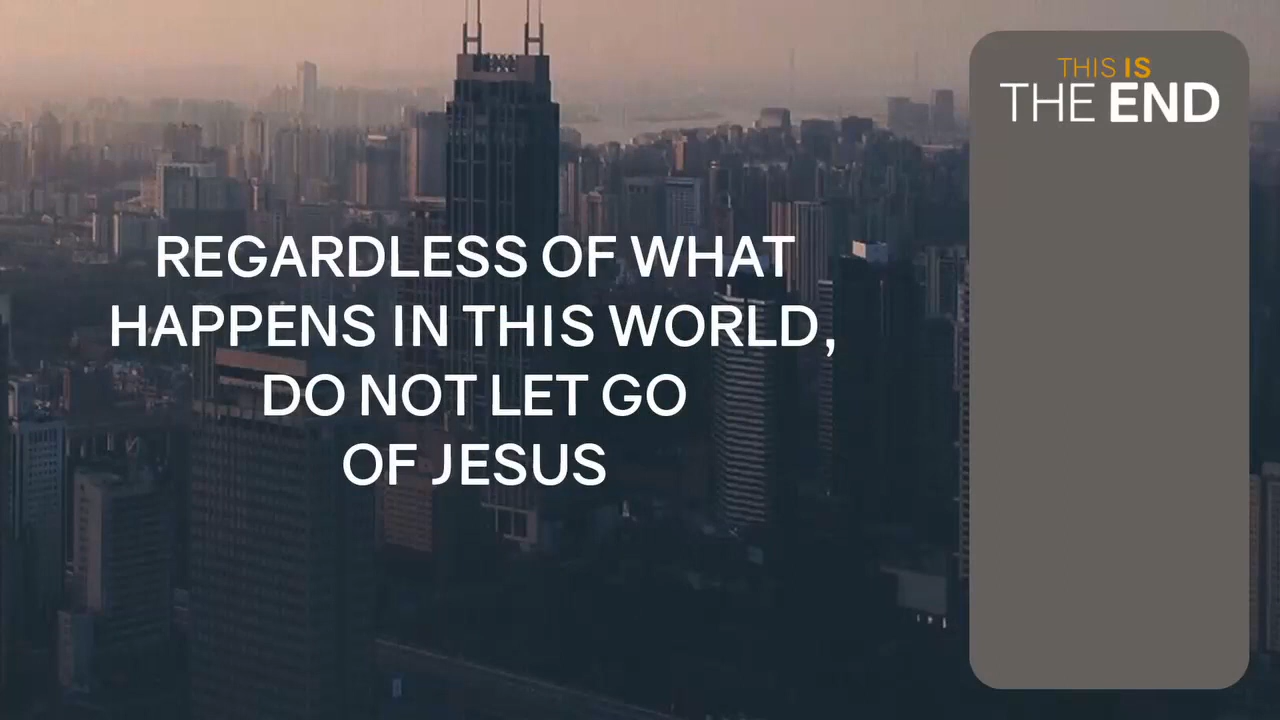 REGARDLESS OF WHAT
HAPPENS IN THIS WORLD,
DO NOT LET GO
OF JESUS
THIS IS
THE END